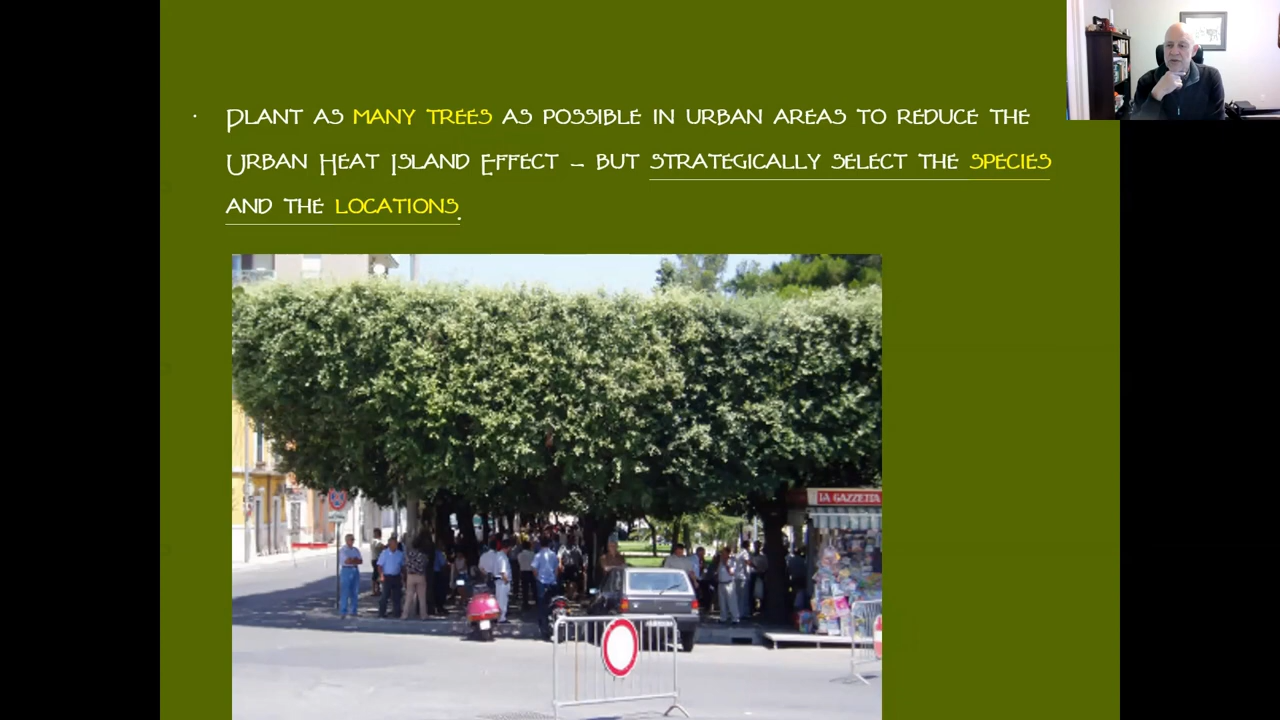 Plant as many trees as possible in urban areas to reduce the
Urban Heat Island Effect – but strategically select the species
and the locations.
LA GAZZETTA